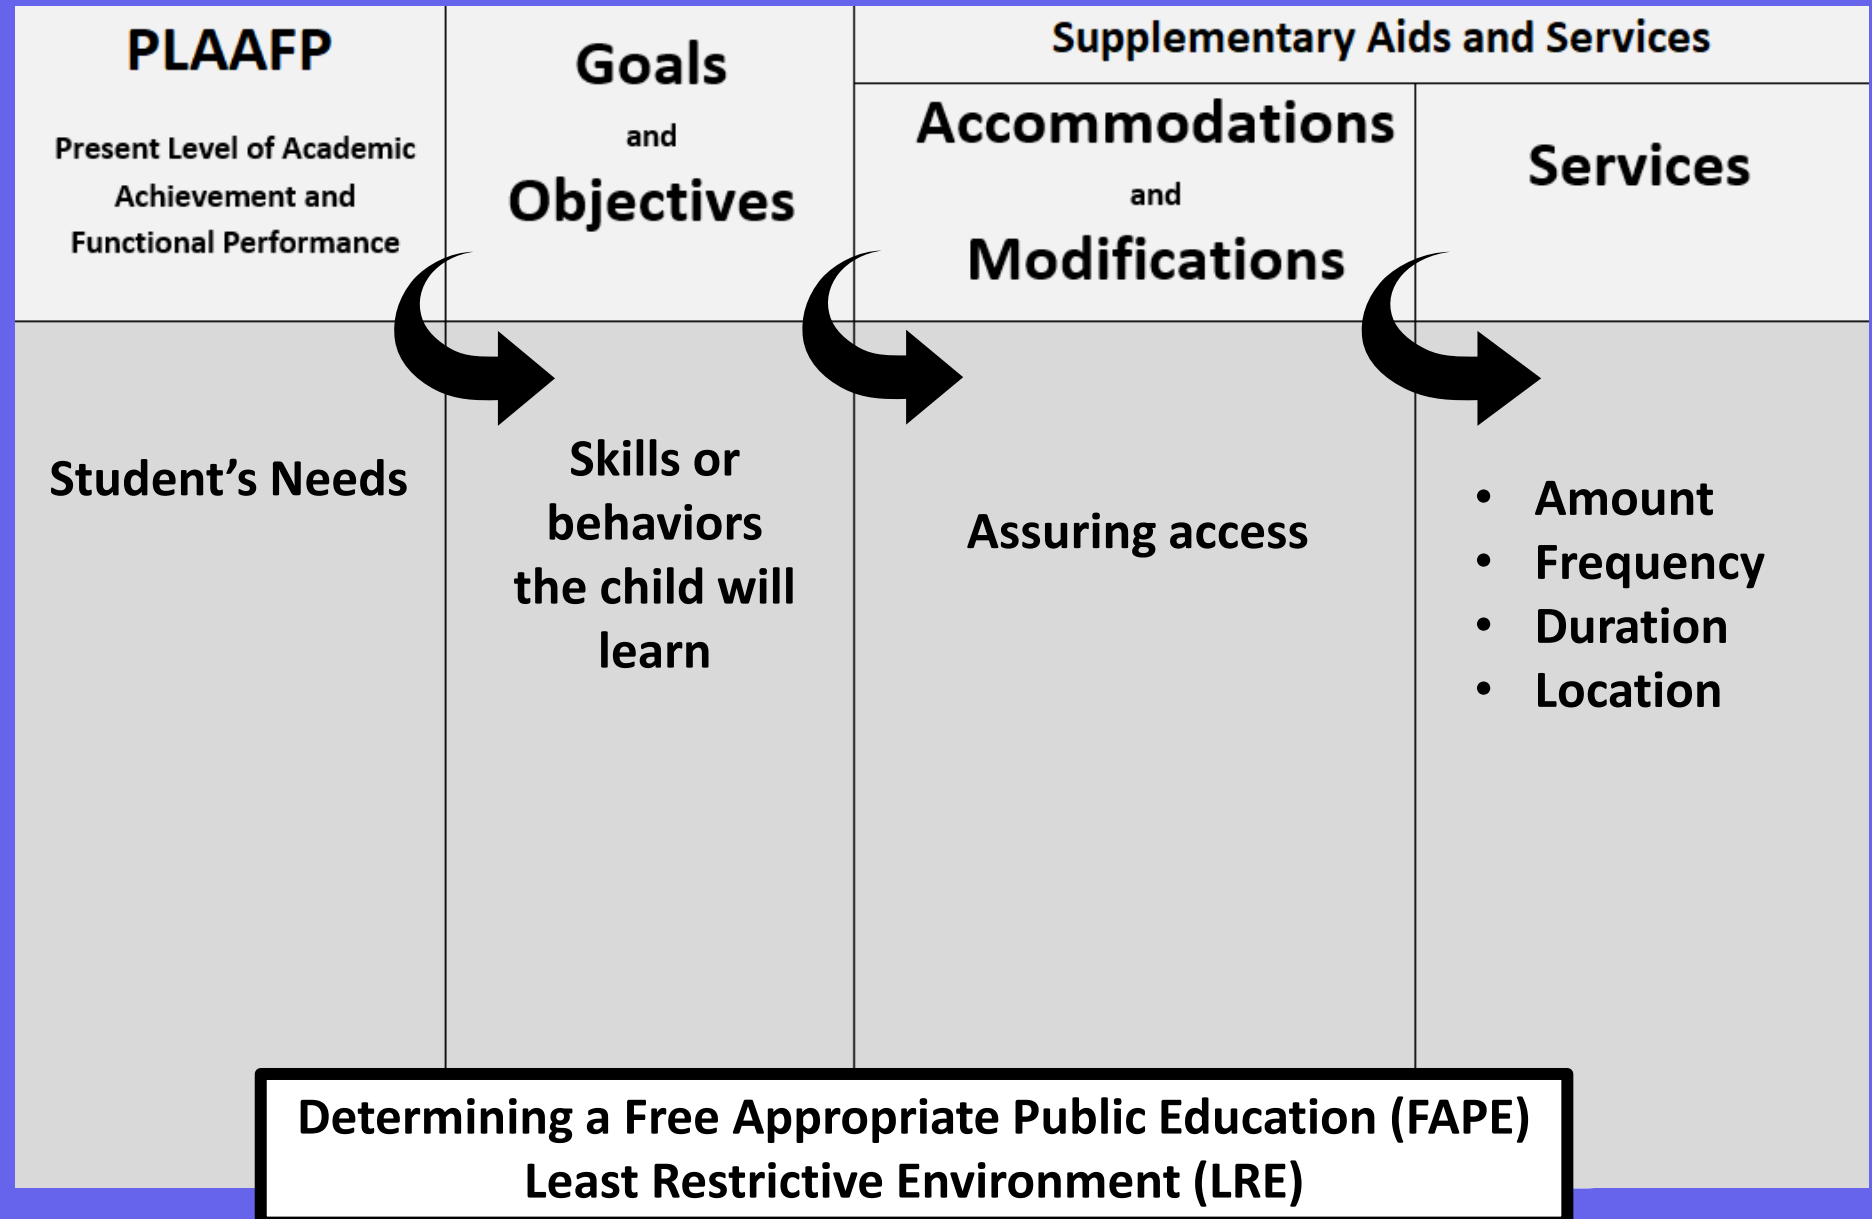 PLAAFP
Present Level of Academic
Achievement and
Functional Performance
Goals
and
Objectives
Supplementary Aids and Services
Accommodations
and
Modifications
Services
Student’s Needs
Skills or
behaviors
the child will
learn
Assuring access
• Amount
• Frequency
• Duration
• Location
Determining a Free Appropriate Public Education (FAPE)
Least Restrictive Environment (LRE)